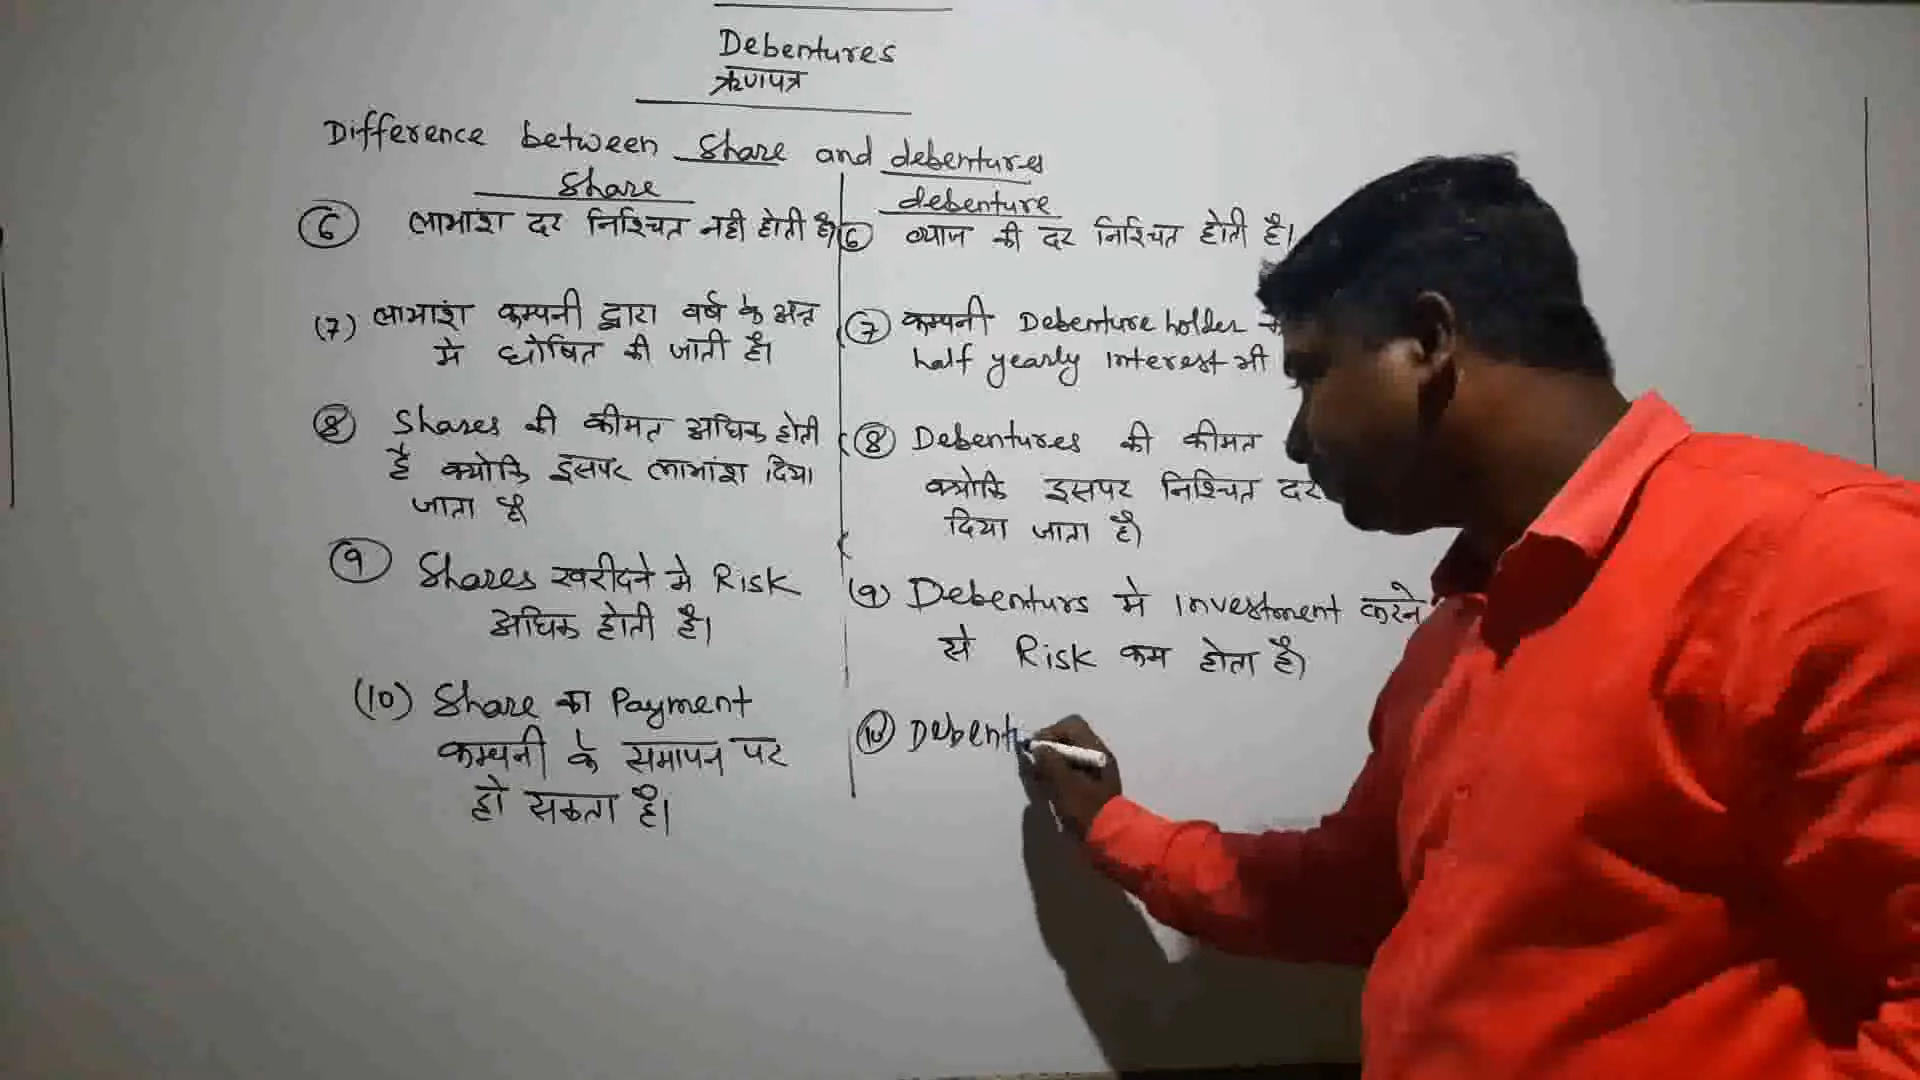 Debentures
ऋणपत्र
Difference between Share and debentures
Share
debenture
(6) लाभांश दर निश्चित नही होती है
(6) व्याज की दर निश्चित होती है।
(7) लाभांश कम्पनी द्वारा वर्ष के अन्त
मे घोषित की जाती है।
(7) कम्पनी Debenture holder
half yearly interest भी
(8) Shares की कीमत अधिक होती
है क्योकि इसपर लाभांश दिया
जाता है
(8) Debentures की कीमत
क्योकि इसपर निश्चित दर
दिया जाता है।
(9) Shares खरीदने मे Risk
अधिक होती है।
(9) Debenturs मे investment करने
से Risk कम होता है।
(10) Share का Payment
कम्पनी के समापन पर
हो सकता है।
(10) Debent